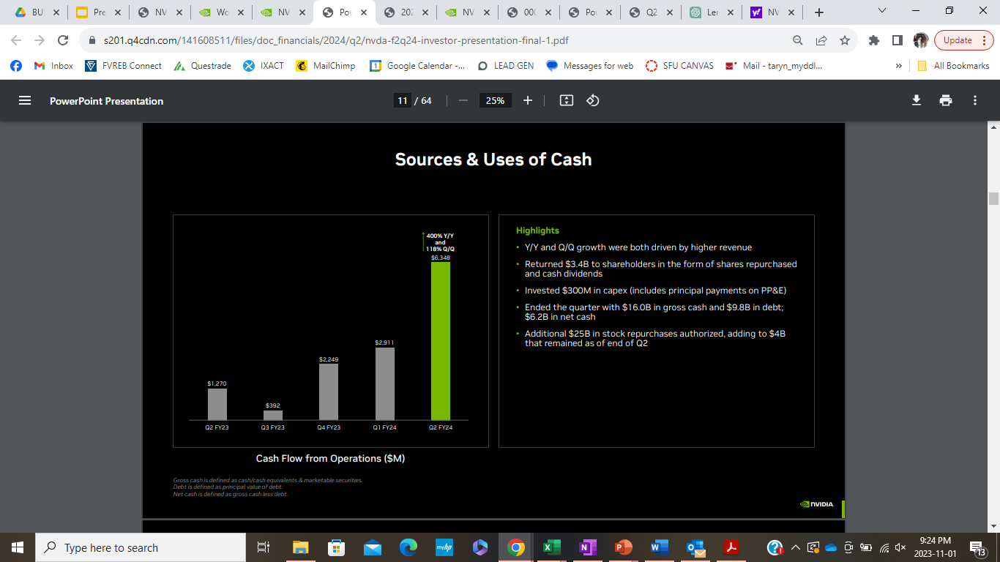 BU
Pre
NV
Wo
NV
Po
202
NV
000
Po
Q2
Ler
NV
s201.q4cdn.com/141608511/files/doc_financials/2024/q2/nvda-f2q24-investor-presentation-final-1.pdf
Update
Inbox
FVREB Connect
Questrade
IXACT
MailChimp
Google Calendar -...
LEAD GEN
Messages for web
SFU CANVAS
Mail - taryn_myddl...
»
All Bookmarks
PowerPoint Presentation
11 / 64
25%
Sources & Uses of Cash
400% Y/Y
and
118% Q/Q
$6,348
$2,911
$2,249
$1,270
$392
Q2 FY23
Q3 FY23
Q4 FY23
Q1 FY24
Q2 FY24
Cash Flow from Operations ($M)
Highlights
• Y/Y and Q/Q growth were both driven by higher revenue
• Returned $3.4B to shareholders in the form of shares repurchased
and cash dividends
• Invested $300M in capex (includes principal payments on PP&E)
• Ended the quarter with $16.0B in gross cash and $9.8B in debt;
$6.2B in net cash
• Additional $25B in stock repurchases authorized, adding to $4B
that remained as of end of Q2
Gross cash is defined as cash/cash equivalents & marketable securities.
Debt is defined as principal value of debt.
Net cash is defined as gross cash less debt.
NVIDIA
Type here to search
9:24 PM
2023-11-01
13